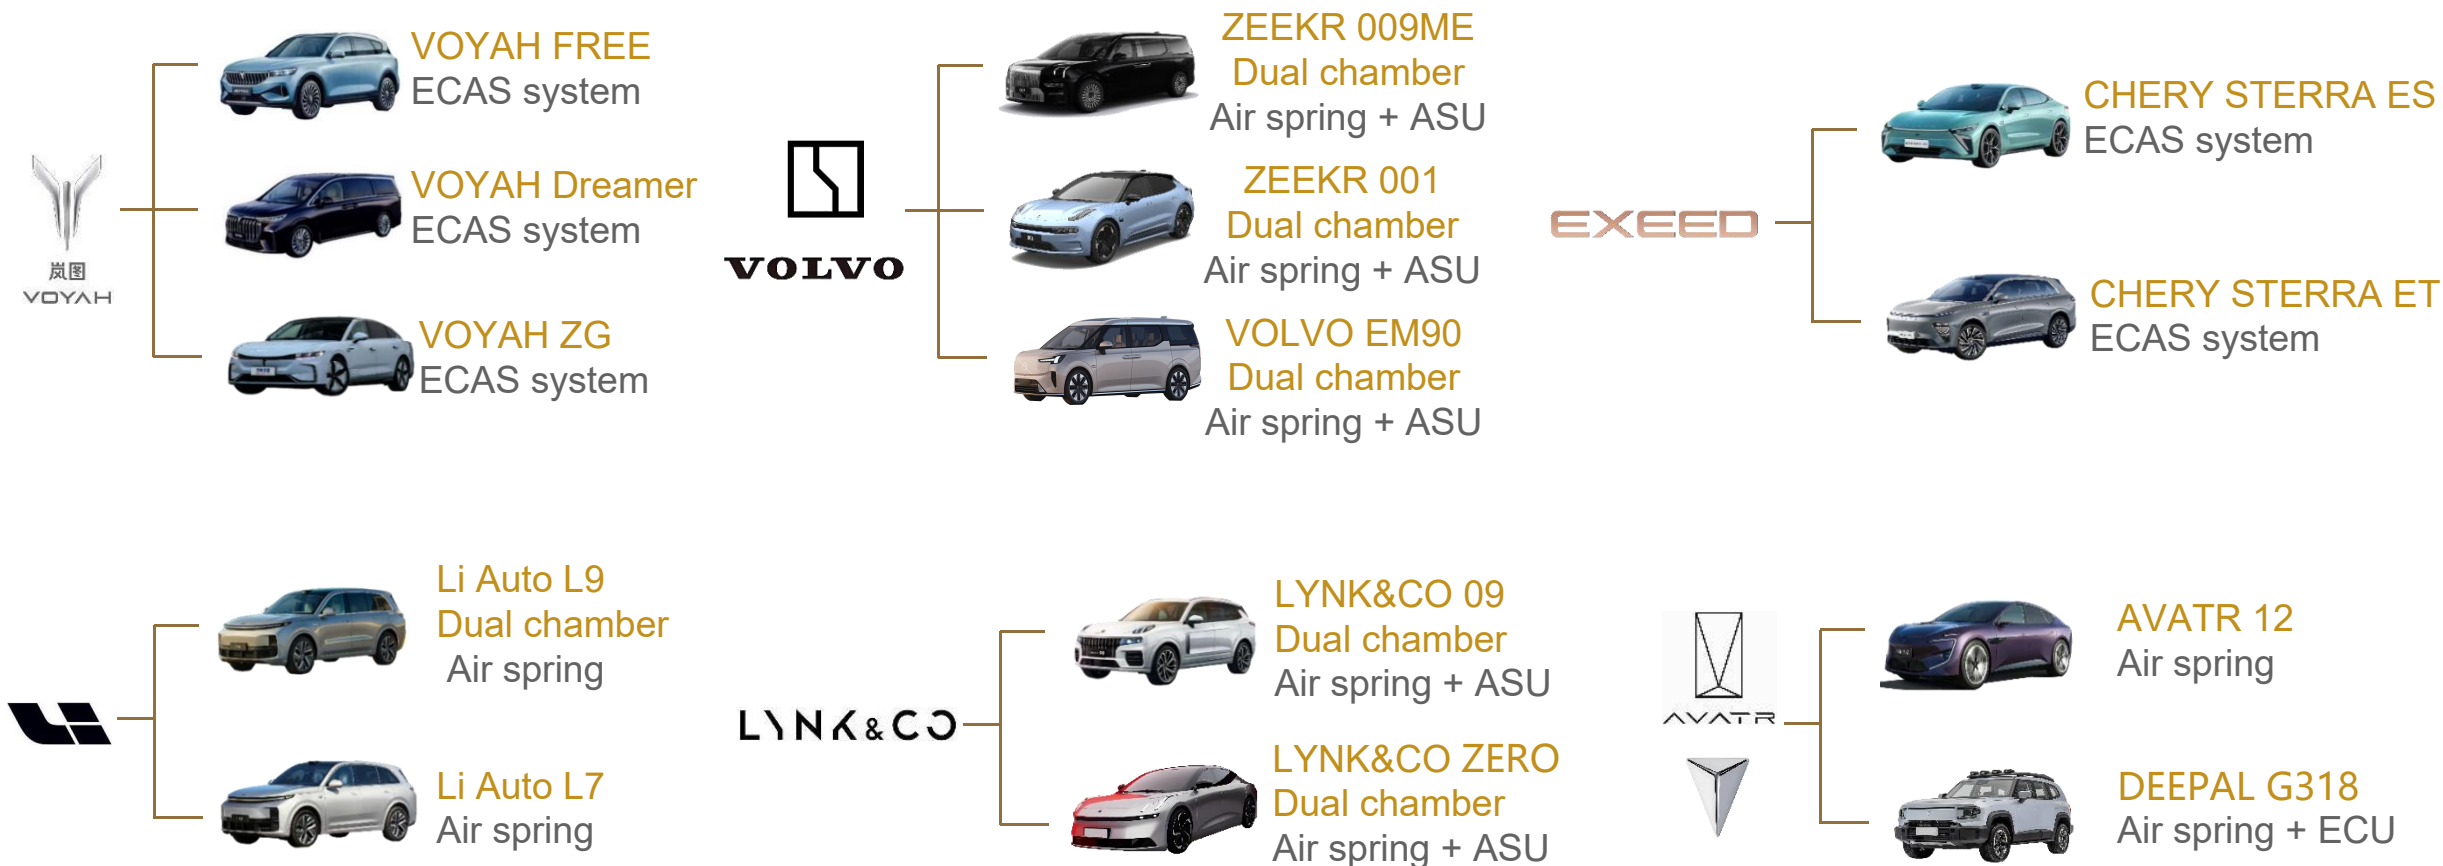 岚图
VOYAH
VOYAH FREE
ECAS system
VOYAH Dreamer
ECAS system
VOYAH ZG
ECAS system
VOLVO
ZEEKR 009ME
Dual chamber
Air spring + ASU
ZEEKR 001
Dual chamber
Air spring + ASU
VOLVO EM90
Dual chamber
Air spring + ASU
EXEED
CHERY STERRA ES
ECAS system
CHERY STERRA ET
ECAS system
Li Auto L9
Dual chamber
Air spring
Li Auto L7
Air spring
LYNK&CO
LYNK&CO 09
Dual chamber
Air spring + ASU
LYNK&CO ZERO
Dual chamber
Air spring + ASU
AVATR
AVATR 12
Air spring
DEEPAL G318
Air spring + ECU